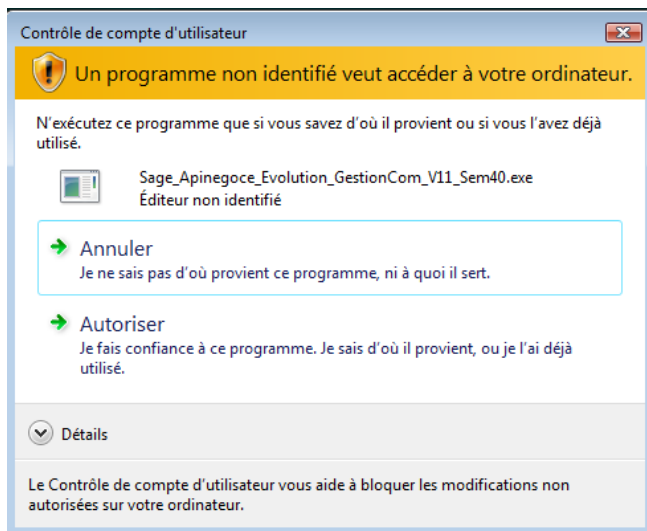 Contrôle de compte d'utilisateur
Un programme non identifié veut accéder à votre ordinateur.
N'exécutez ce programme que si vous savez d'où il provient ou si vous l'avez déjà
utilisé.
Sage_Apinegoce_Evolution_GestionCom_V11_Sem40.exe
Éditeur non identifié
Annuler
Je ne sais pas d'où provient ce programme, ni à quoi il sert.
Autoriser
Je fais confiance à ce programme. Je sais d'où il provient, ou je l'ai déjà
utilisé.
Détails
Le Contrôle de compte d'utilisateur vous aide à bloquer les modifications non
autorisées sur votre ordinateur.